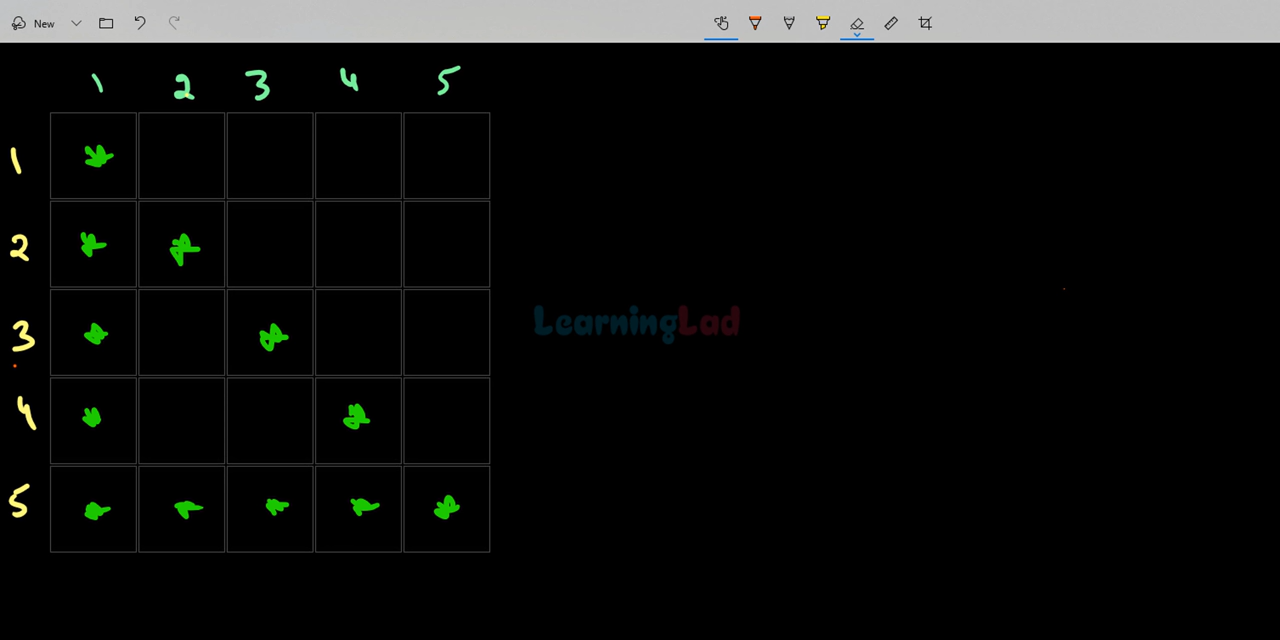 New
1 2 3 4 5
1 *
2 * *
3 * *
4 * *
5 * * * * *
LearningLad